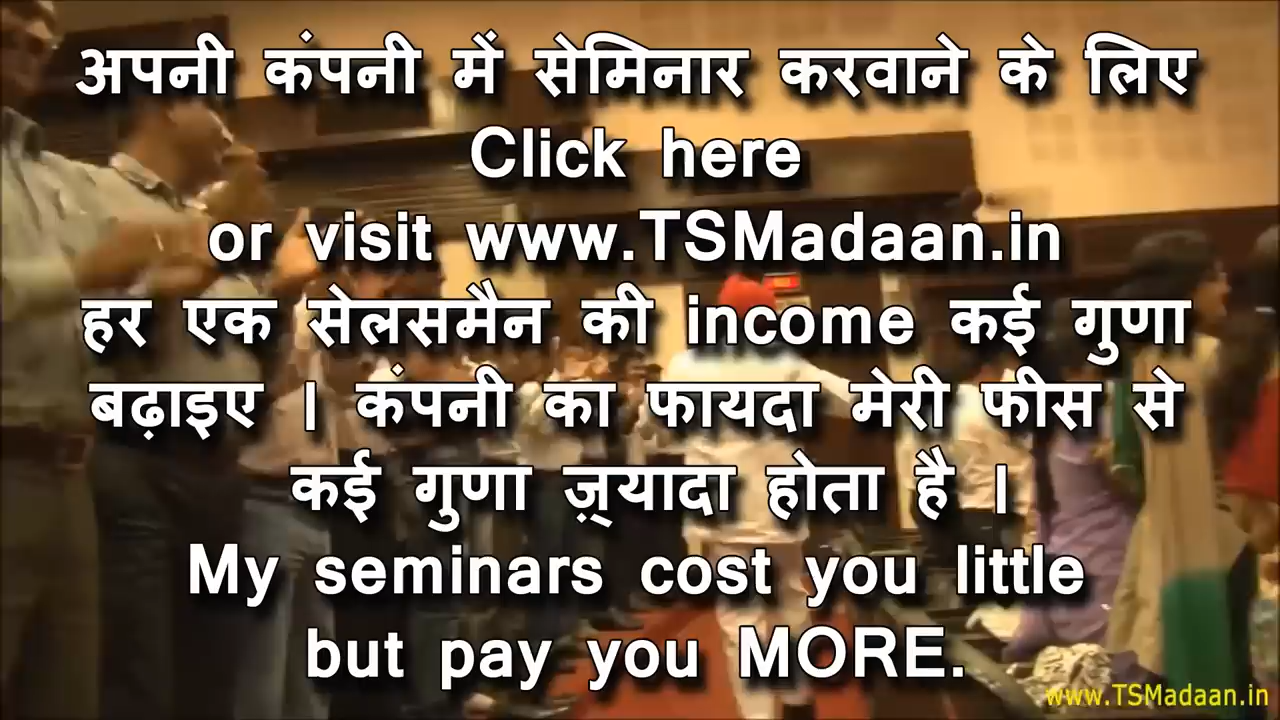 अपनी कंपनी में सेमिनार करवाने के लिए
Click here
or visit www.TSMadaan.in
हर एक सेलसमैन की income कई गुणा
बढ़ाइए । कंपनी का फायदा मेरी फीस से
कई गुणा ज़्यादा होता है ।
My seminars cost you little
but pay you MORE.
www.TSMadaan.in